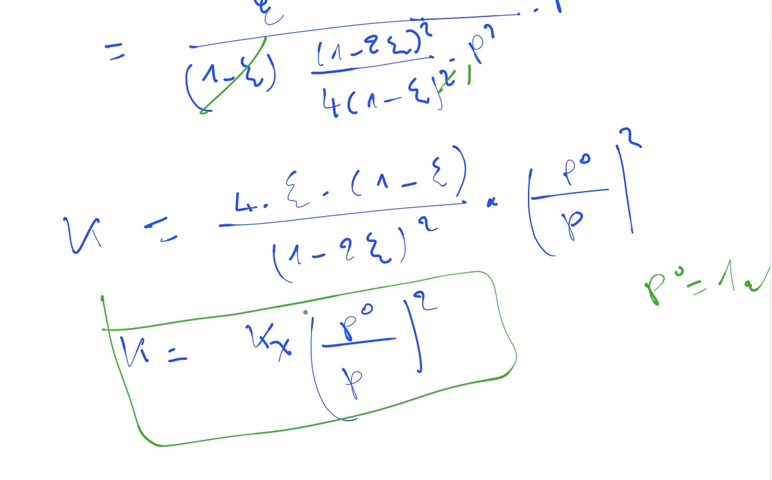 = ξ / ((1-ξ) (1-2ξ)² / 4(1-ξ)² · p²) ·
1
K = 4·ξ·(1-ξ) / (1-2ξ)² · (p⁰/p)²
p⁰ = 1
K = Kx (p⁰/p)²